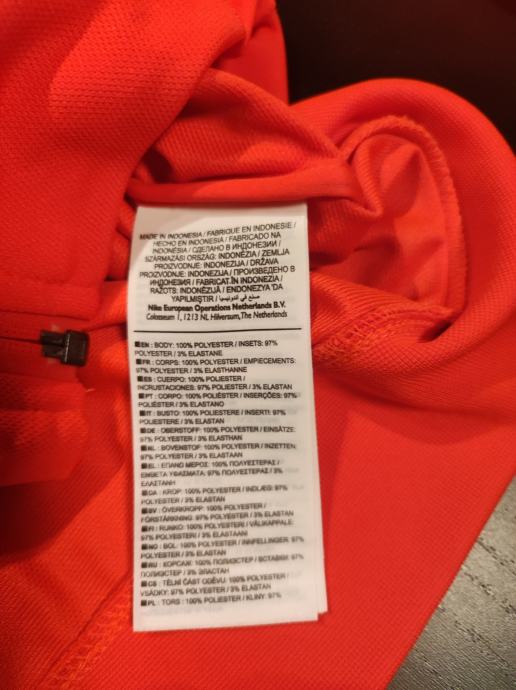 MADE IN INDONESIA / FABRIQUE EN INDONESIE /
HECHO EN INDONESIA / FABRICADO NA
INDONÉSIA / СДЕЛАНО В ИНДОНЕЗИИ /
SZÁRMAZÁSI ORSZÁG: INDONÉZIA / ZEMLJA
PROIZVODNJE: INDONEZIJA / DRŽAVA
PROIZVODNJE: INDONEZIJA / ПРОИЗВЕДЕНО В
ИНДОНЕЗИЯ / FABRICAT.ÎN INDONEZIA /
RAŽOTS: INDONĒZIJĀ / ENDONEZYA 'DA
YAPILMIŞTIR / صنع في أندونيسيا
Nike European Operations Netherlands B.V.
Colosseum 1, 1213 NL Hilversum, The Netherlands
EN : BODY: 100% POLYESTER / INSETS: 97%
POLYESTER / 3% ELASTANE
FR : CORPS: 100% POLYESTER / EMPIECEMENTS:
97% POLYESTER / 3% ELASTHANNE
ES : CUERPO: 100% POLIESTER /
INCRUSTACIONES: 97% POLIESTER / 3% ELASTAN
PT : CORPO: 100% POLIÉSTER / INSERÇÕES: 97%
POLIÉSTER / 3% ELASTANO
IT : BUSTO: 100% POLIESTERE / INSERTI: 97%
POLIESTERE / 3% ELASTAN
DE : OBERSTOFF: 100% POLYESTER / EINSÄTZE:
97% POLYESTER / 3% ELASTHAN
NL : BOVENSTOF: 100% POLYESTER / INZETTEN:
97% POLYESTER / 3% ELASTAAN
EL : ΕΠΑΝΩ ΜΕΡΟΣ: 100% ΠΟΛΥΕΣΤΕΡΑΣ /
ΕΝΘΕΤΑ ΥΦΑΣΜΑΤΑ: 97% ΠΟΛΥΕΣΤΕΡΑΣ / 3%
ΕΛΑΣΤΑΝΗ
DA : KROP: 100% POLYESTER / INDLÆG: 97%
POLYESTER / 3% ELASTAN
SV : ÖVERKROPP: 100% POLYESTER /
FÖRSTÄRKNING: 97% POLYESTER / 3% ELASTAN
FI : RUNKO: 100% POLYESTERI / VÄLIKAPPALE:
97% POLYESTERI / 3% ELASTAANI
NO : BOL: 100% POLYESTER / INNFELLINGER: 97%
POLYESTER / 3% ELASTAN
RU : КОРСАЖ: 100% ПОЛИЭСТЕР / ВСТАВКИ: 97%
ПОЛИЭСТЕР / 3% ЭЛАСТАН
CS : TĚLNÍ ČÁST ODĚVU: 100% POLYESTER /
VSADKY: 97% POLYESTER / 3% ELASTAN
PL : TORS : 100% POLIESTER / KLINY: 97%